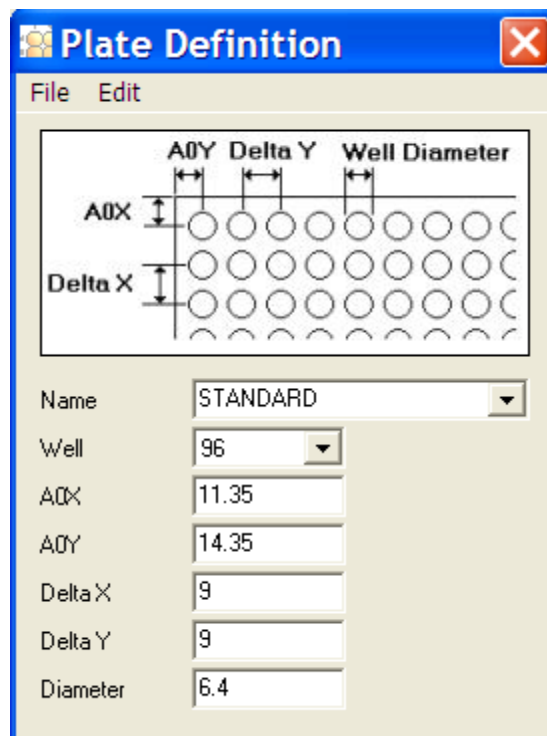 Plate Definition
File Edit
A0Y Delta Y Well Diameter
A0X
Delta X
Name STANDARD
Well 96
A0X 11.35
A0Y 14.35
Delta X 9
Delta Y 9
Diameter 6.4